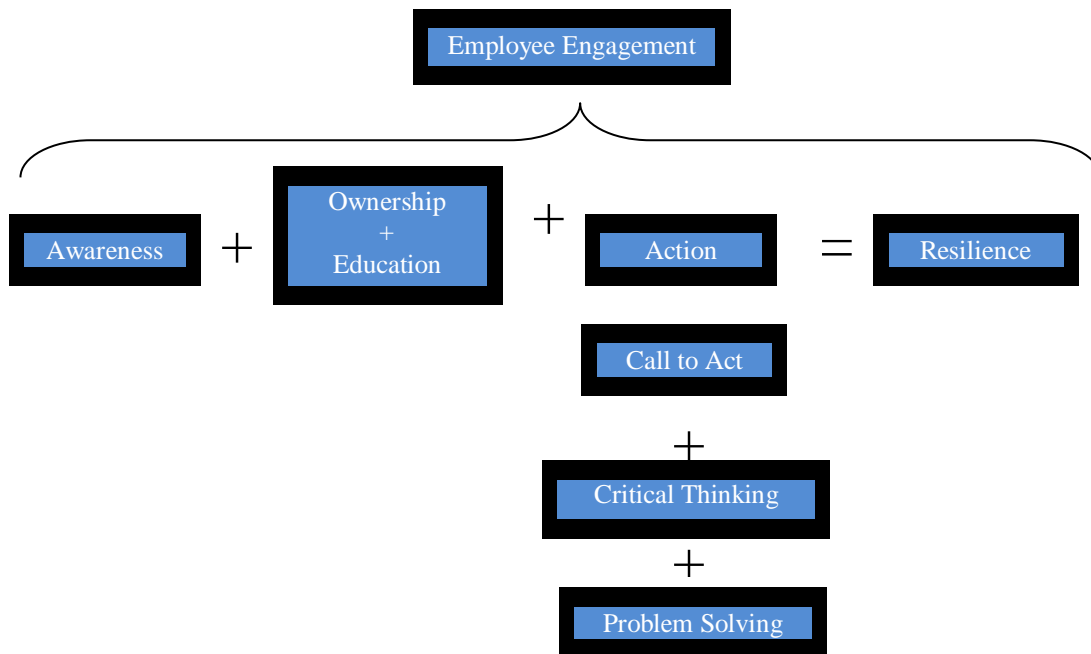 Employee Engagement
Awareness + Ownership + Action = Resilience
+
Education
Call to Act
+
Critical Thinking
+
Problem Solving